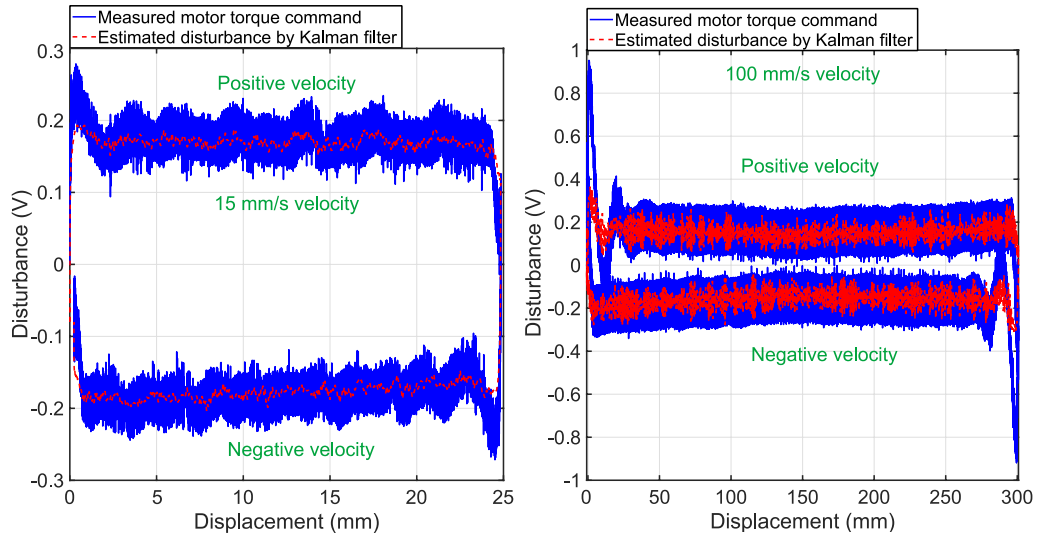 Measured motor torque command
Estimated disturbance by Kalman filter
0.3
0.2
0.1
0
-0.1
-0.2
-0.3
Disturbance (V)
Positive velocity
15 mm/s velocity
Negative velocity
0
5
10
15
20
25
Displacement (mm)
Measured motor torque command
Estimated disturbance by Kalman filter
1
0.8
0.6
0.4
0.2
0
-0.2
-0.4
-0.6
-0.8
-1
Disturbance (V)
100 mm/s velocity
Positive velocity
Negative velocity
0
50
100
150
200
250
300
Displacement (mm)